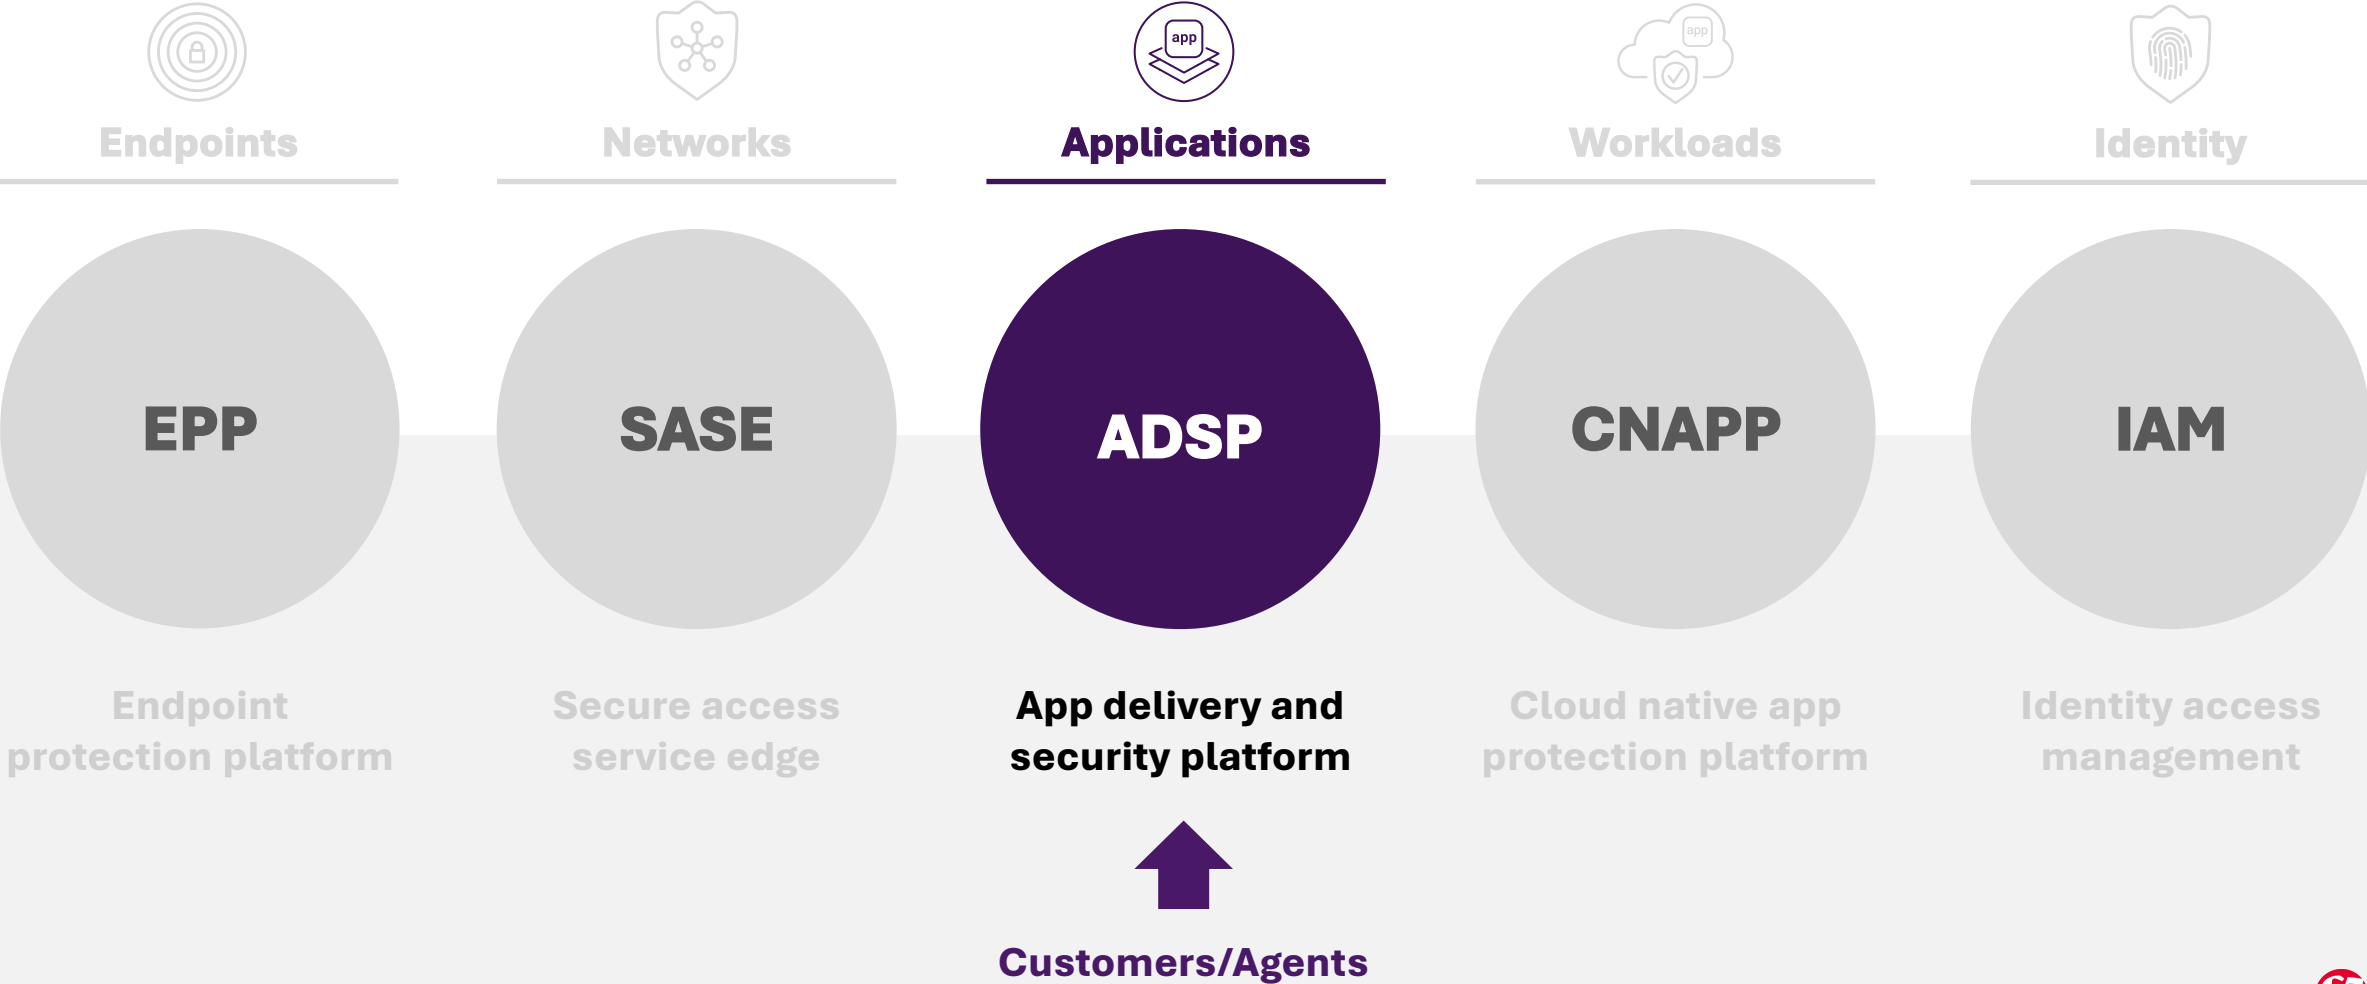 app
app
Endpoints
Networks
Applications
Workloads
Identity
EPP
SASE
ADSP
CNAPP
IAM
Endpoint
protection platform
Secure access
service edge
App delivery and
security platform
Cloud native app
protection platform
Identity access
management
Customers/Agents